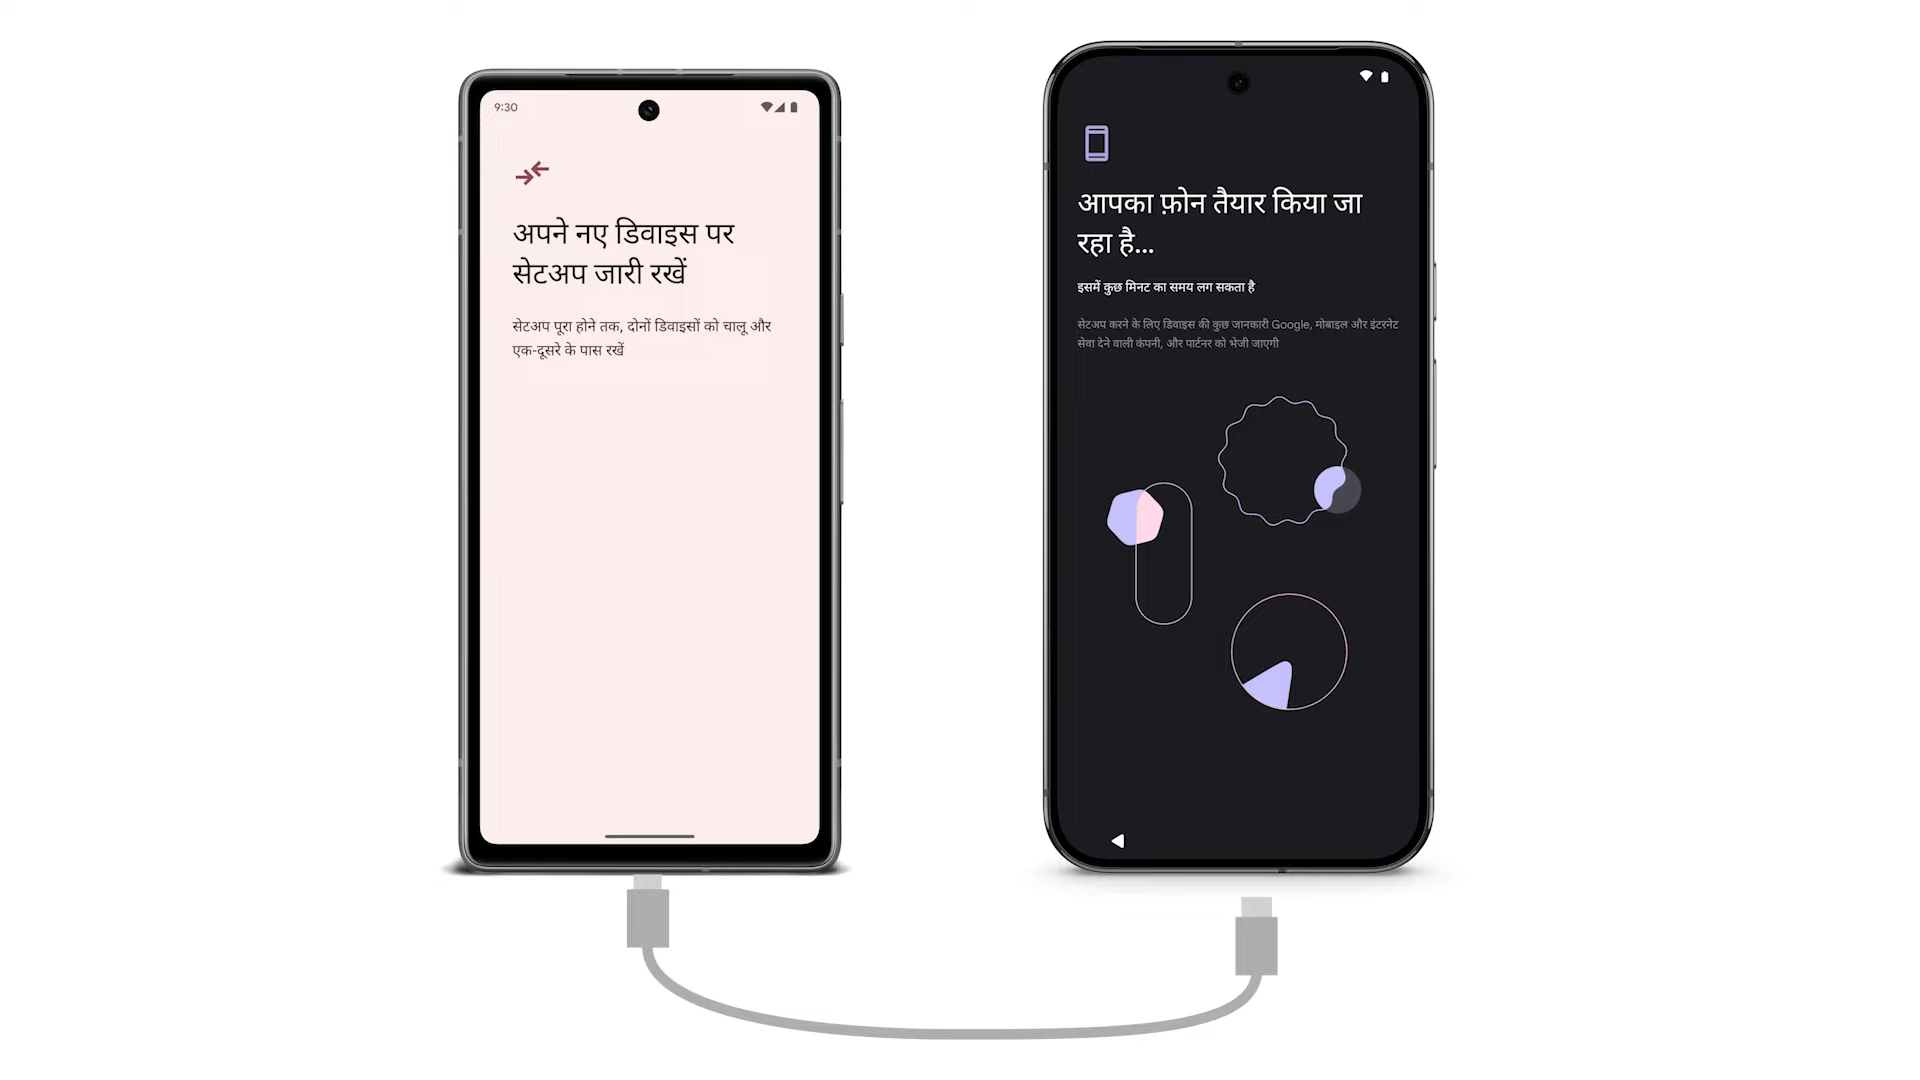 9:30
अपने नए डिवाइस पर
सेटअप जारी रखें
सेटअप पूरा होने तक, दोनों डिवाइसों को चालू और
एक-दूसरे के पास रखें
आपका फ़ोन तैयार किया जा
रहा है...
इसमें कुछ मिनट का समय लग सकता है
सेटअप करने के लिए डिवाइस की कुछ जानकारी Google, मोबाइल और इंटरनेट
सेवा देने वाली कंपनी, और पार्टनर को भेजी जाएगी